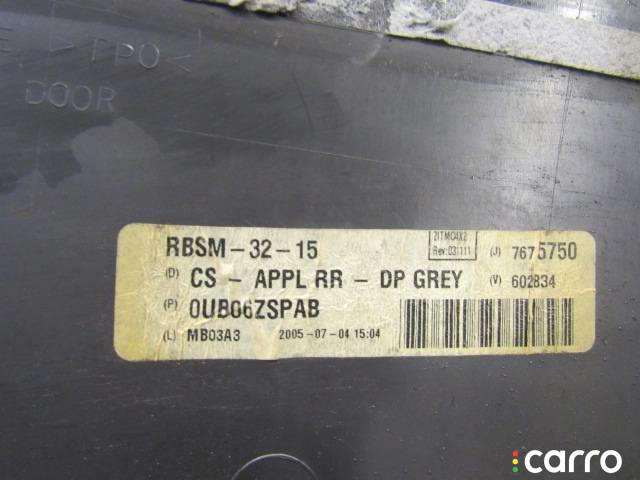 E >TPO<
DOOR
RBSM-32-15
ZITMC4X2
Rev:031111
(J) 7675750
(D) CS - APPL RR - DP GREY
(V) 602834
(P) 0UB06ZSPAB
(L) MB03A3 2005-07-04 15:04
carro